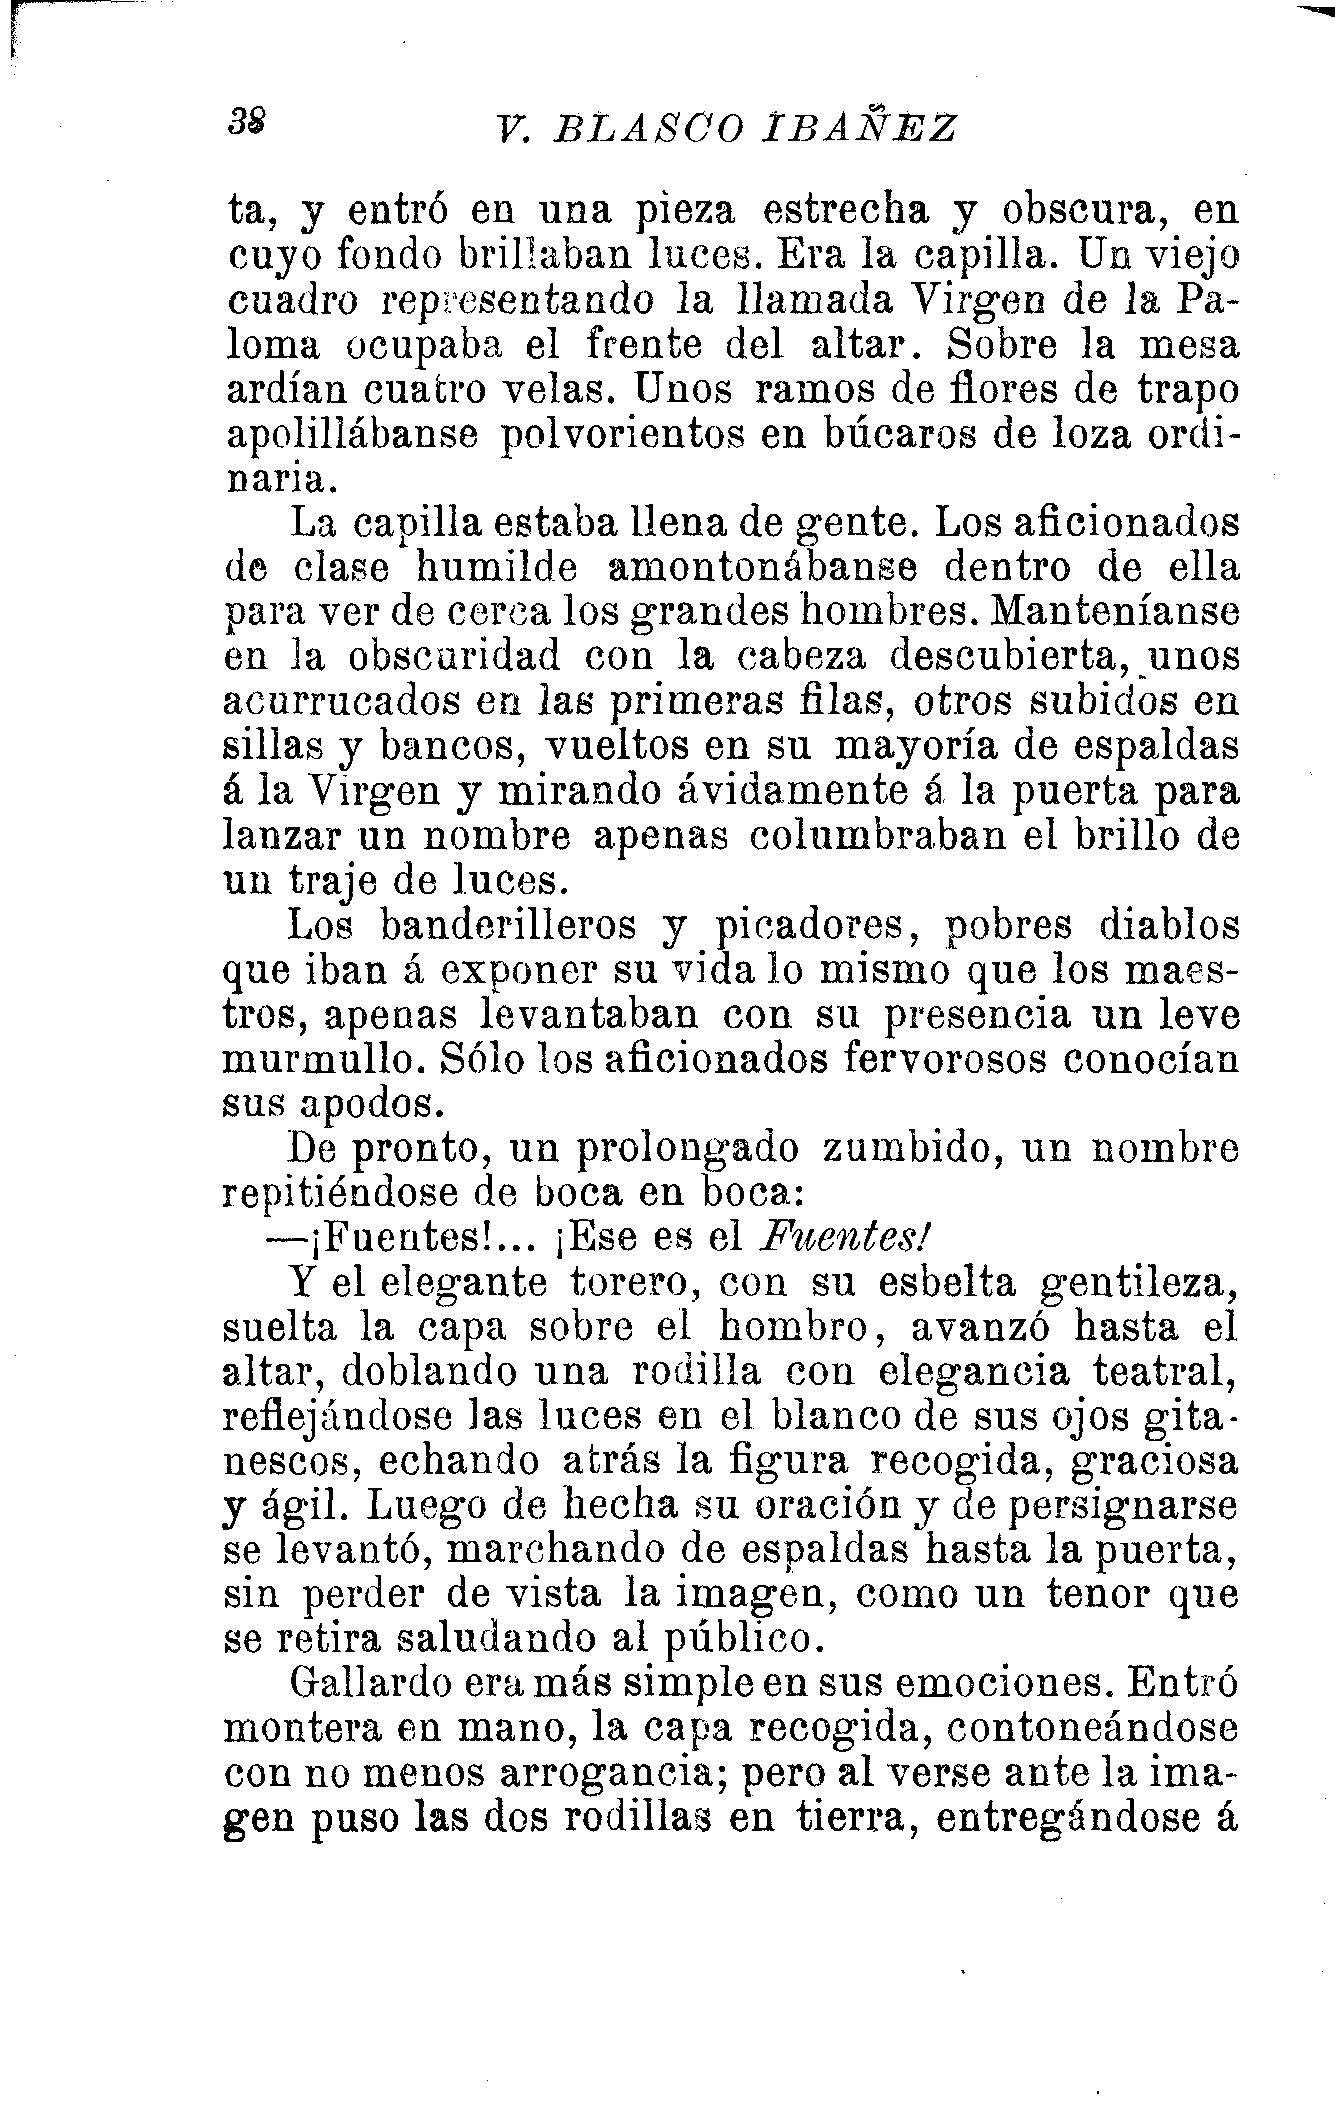 38 V. BLASCO IBAÑEZ
ta, y entró en una pieza estrecha y obscura, en
cuyo fondo brillaban luces. Era la capilla. Un viejo
cuadro representando la llamada Virgen de la Pa-
loma ocupaba el frente del altar. Sobre la mesa
ardían cuatro velas. Unos ramos de flores de trapo
apolillábanse polvorientos en búcaros de loza ordi-
naria.
La capilla estaba llena de gente. Los aficionados
de clase humilde amontonábanse dentro de ella
para ver de cerca los grandes hombres. Manteníanse
en la obscuridad con la cabeza descubierta, unos
acurrucados en las primeras filas, otros subidos en
sillas y bancos, vueltos en su mayoría de espaldas
á la Virgen y mirando ávidamente á la puerta para
lanzar un nombre apenas columbraban el brillo de
un traje de luces.
Los banderilleros y picadores, pobres diablos
que iban á exponer su vida lo mismo que los maes-
tros, apenas levantaban con su presencia un leve
murmullo. Sólo los aficionados fervorosos conocían
sus apodos.
De pronto, un prolongado zumbido, un nombre
repitiéndose de boca en boca:
—¡Fuentes!... ¡Ese es el Fuentes!
Y el elegante torero, con su esbelta gentileza,
suelta la capa sobre el hombro, avanzó hasta el
altar, doblando una rodilla con elegancia teatral,
reflejándose las luces en el blanco de sus ojos gita-
nescos, echando atrás la figura recogida, graciosa
y ágil. Luego de hecha su oración y de persignarse
se levantó, marchando de espaldas hasta la puerta,
sin perder de vista la imagen, como un tenor que
se retira saludando al público.
Gallardo era más simple en sus emociones. Entró
montera en mano, la capa recogida, contoneándose
con no menos arrogancia; pero al verse ante la ima-
gen puso las dos rodillas en tierra, entregándose á